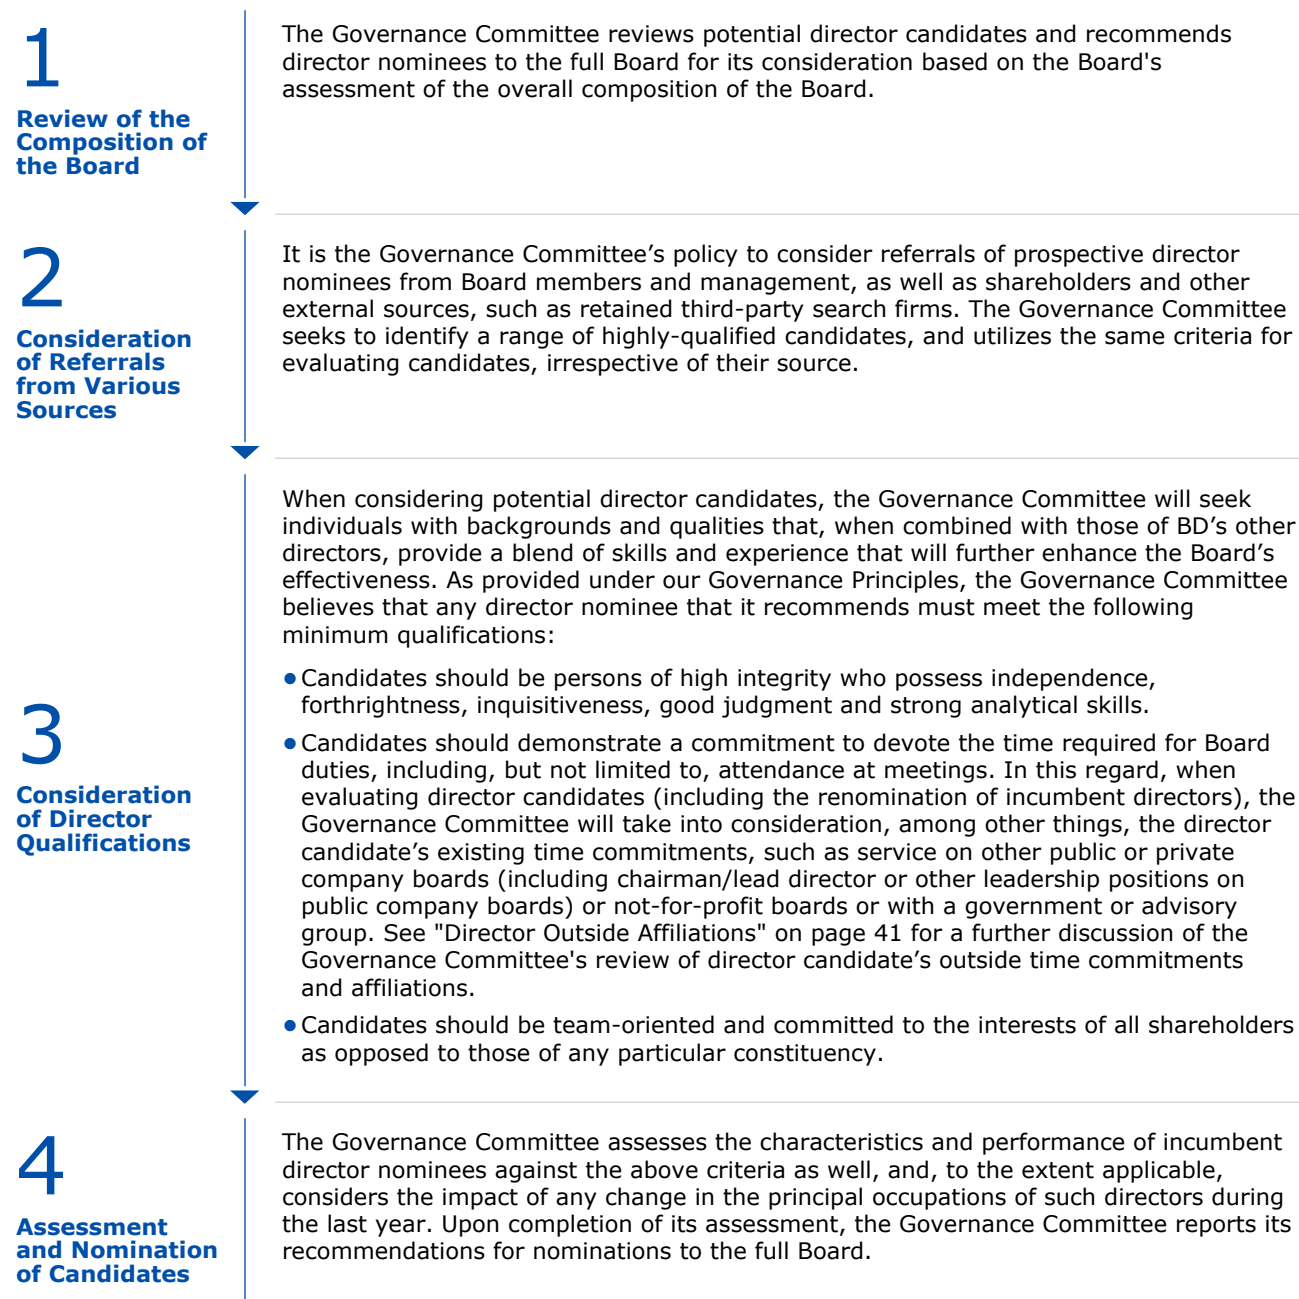 1
Review of the
Composition of
the Board
The Governance Committee reviews potential director candidates and recommends
director nominees to the full Board for its consideration based on the Board's
assessment of the overall composition of the Board.
2
Consideration
of Referrals
from Various
Sources
It is the Governance Committee’s policy to consider referrals of prospective director
nominees from Board members and management, as well as shareholders and other
external sources, such as retained third-party search firms. The Governance Committee
seeks to identify a range of highly-qualified candidates, and utilizes the same criteria for
evaluating candidates, irrespective of their source.
3
Consideration
of Director
Qualifications
When considering potential director candidates, the Governance Committee will seek
individuals with backgrounds and qualities that, when combined with those of BD’s other
directors, provide a blend of skills and experience that will further enhance the Board’s
effectiveness. As provided under our Governance Principles, the Governance Committee
believes that any director nominee that it recommends must meet the following
minimum qualifications:
• Candidates should be persons of high integrity who possess independence,
forthrightness, inquisitiveness, good judgment and strong analytical skills.
• Candidates should demonstrate a commitment to devote the time required for Board
duties, including, but not limited to, attendance at meetings. In this regard, when
evaluating director candidates (including the renomination of incumbent directors), the
Governance Committee will take into consideration, among other things, the director
candidate’s existing time commitments, such as service on other public or private
company boards (including chairman/lead director or other leadership positions on
public company boards) or not-for-profit boards or with a government or advisory
group. See "Director Outside Affiliations" on page 41 for a further discussion of the
Governance Committee's review of director candidate’s outside time commitments
and affiliations.
• Candidates should be team-oriented and committed to the interests of all shareholders
as opposed to those of any particular constituency.
4
Assessment
and Nomination
of Candidates
The Governance Committee assesses the characteristics and performance of incumbent
director nominees against the above criteria as well, and, to the extent applicable,
considers the impact of any change in the principal occupations of such directors during
the last year. Upon completion of its assessment, the Governance Committee reports its
recommendations for nominations to the full Board.